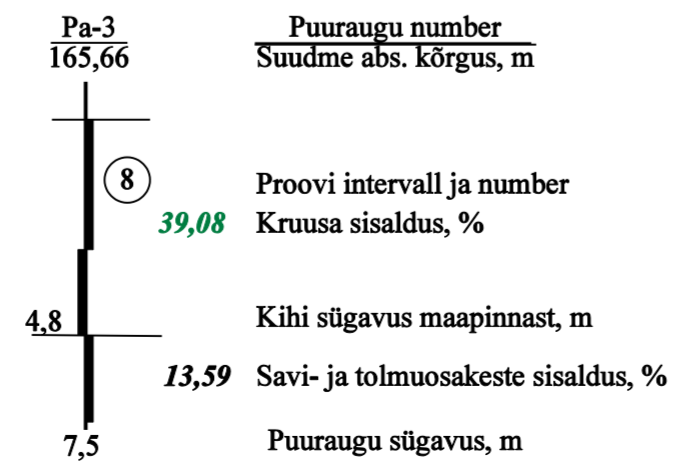 Pa-3 Puuraugu number
165,66 Suudme abs. kõrgus, m
8 Proovi intervall ja number
39,08 Kruusa sisaldus, %
4,8 Kihi sügavus maapinnast, m
13,59 Savi- ja tolmuosakeste sisaldus, %
7,5 Puuraugu sügavus, m